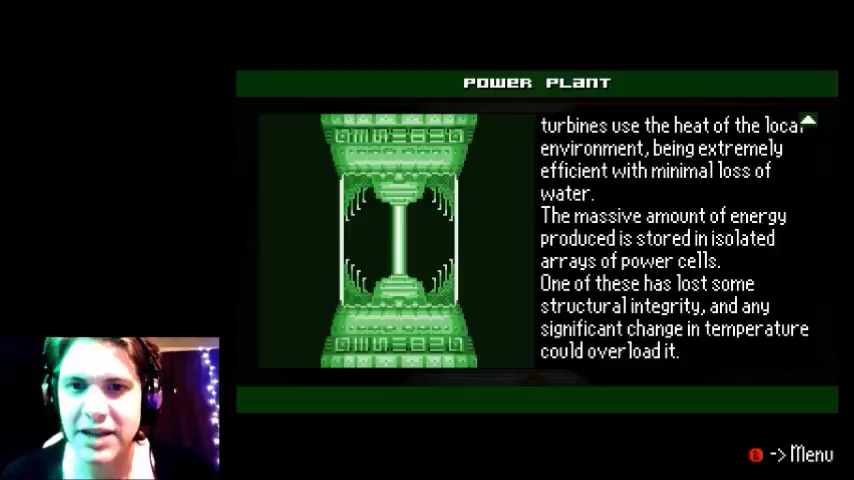 POWER PLANT
turbines use the heat of the local
environment, being extremely
efficient with minimal loss of
water.
The massive amount of energy
produced is stored in isolated
arrays of power cells.
One of these has lost some
structural integrity, and any
significant change in temperature
could overload it.
B -> Menu